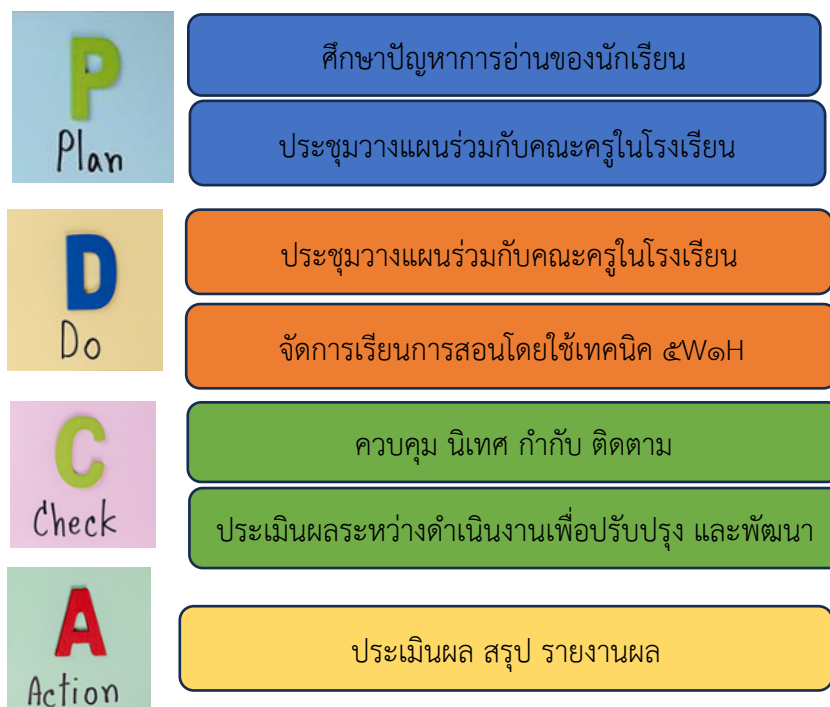 P
Plan
ศึกษาปัญหาการอ่านของนักเรียน
ประชุมวางแผนร่วมกับคณะครูในโรงเรียน
D
Do
ประชุมวางแผนร่วมกับคณะครูในโรงเรียน
จัดการเรียนการสอนโดยใช้เทคนิค ๕W๑H
C
Check
ควบคุม นิเทศ กำกับ ติดตาม
ประเมินผลระหว่างดำเนินงานเพื่อปรับปรุง และพัฒนา
A
Action
ประเมินผล สรุป รายงานผล